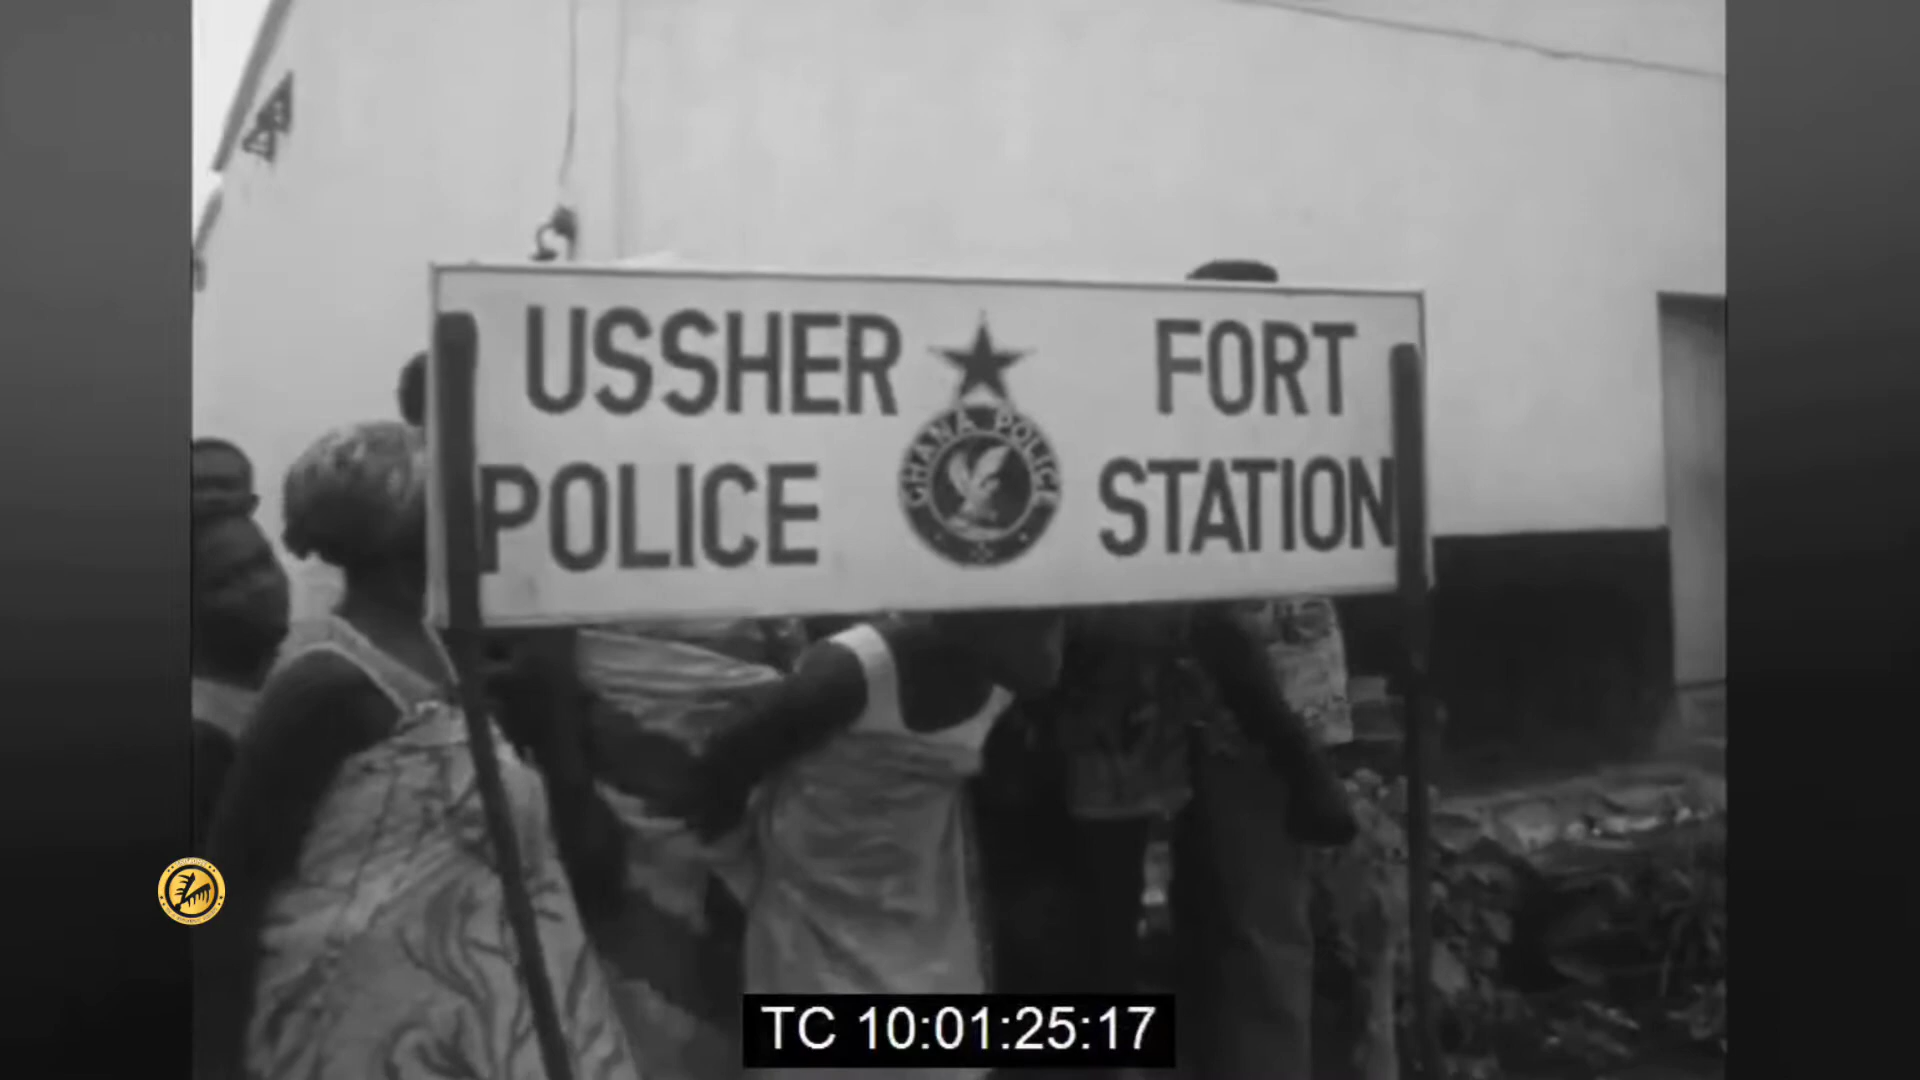 USSHER FORT
POLICE STATION
GHANA POLICE
TC 10:01:25:17